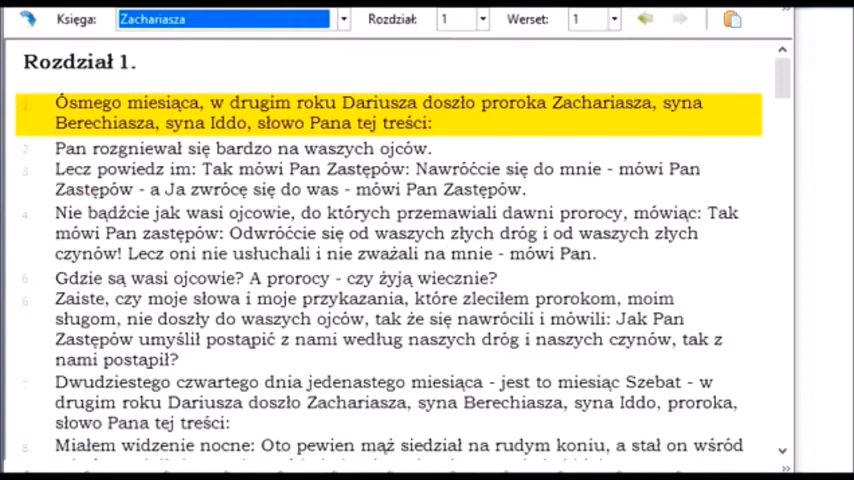 Księga: Zachariasza Rozdział: 1 Werset: 1
Rozdział 1.
1 Ósmego miesiąca, w drugim roku Dariusza doszło proroka Zachariasza, syna
Berechiasza, syna Iddo, słowo Pana tej treści:
2 Pan rozgniewał się bardzo na waszych ojców.
3 Lecz powiedz im: Tak mówi Pan Zastępów: Nawróćcie się do mnie - mówi Pan
Zastępów - a Ja zwrócę się do was - mówi Pan Zastępów.
4 Nie bądźcie jak wasi ojcowie, do których przemawiali dawni prorocy, mówiąc: Tak
mówi Pan zastępów: Odwróćcie się od waszych złych dróg i od waszych złych
czynów! Lecz oni nie usłuchali i nie zważali na mnie - mówi Pan.
5 Gdzie są wasi ojcowie? A prorocy - czy żyją wiecznie?
6 Zaiste, czy moje słowa i moje przykazania, które zleciłem prorokom, moim
sługom, nie doszły do waszych ojców, tak że się nawrócili i mówili: Jak Pan
Zastępów umyślił postąpić z nami według naszych dróg i naszych czynów, tak z
nami postąpił?
7 Dwudziestego czwartego dnia jedenastego miesiąca - jest to miesiąc Szebat - w
drugim roku Dariusza doszło Zachariasza, syna Berechiasza, syna Iddo, proroka,
słowo Pana tej treści:
8 Miałem widzenie nocne: Oto pewien mąż siedział na rudym koniu, a stał on wśród